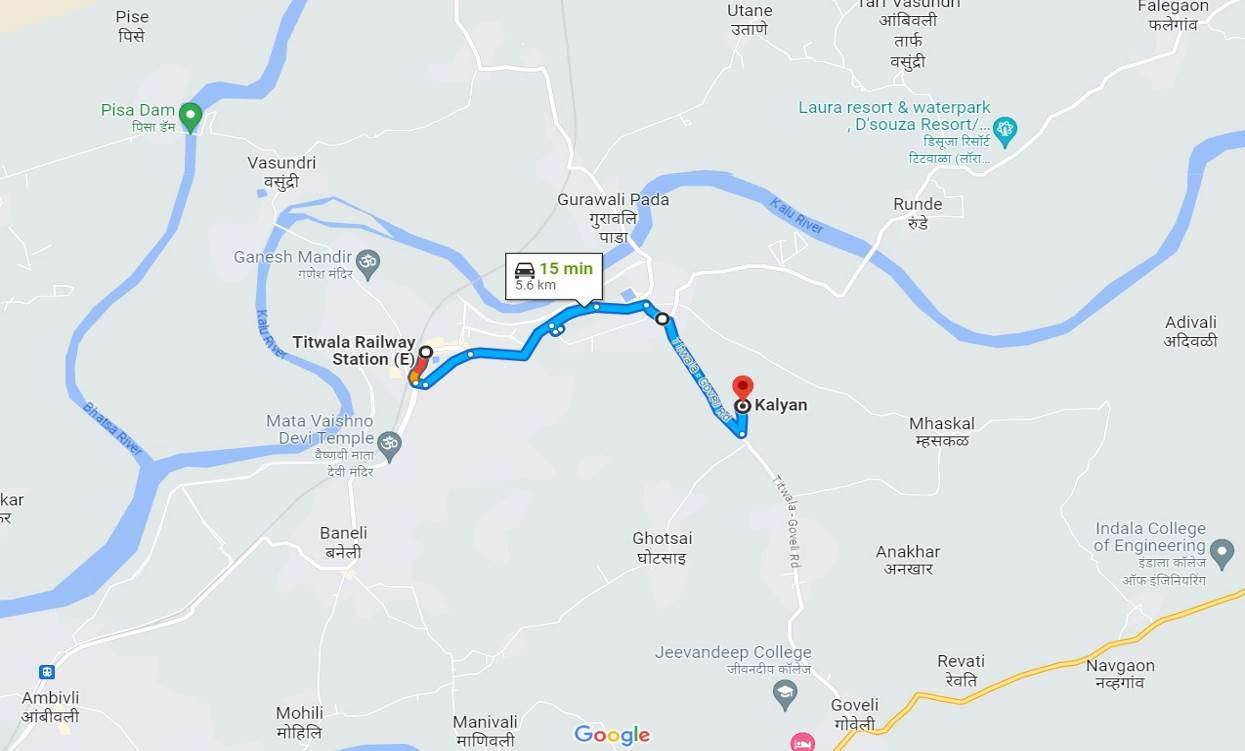 Pise
पिसे
Utane
उताणे
आंबिवली
तार्फ
वसुंद्री
Falegaon
फलेगांव
Pisa Dam
पिसा डॅम
Laura resort & waterpark
, D'souza Resort/...
डिसूजा रिसॉर्ट
टिटवाळा (लॉरा...
Vasundri
वसुंद्री
Gurawali Pada
गुरावलि
पाडा
Kalu River
Runde
रुंडे
Ganesh Mandir
गणेश मंदिर
15 min
5.6 km
Kalu River
Titwala Railway
Station (E)
Adivali
अदिवळी
Titwala - Goveli Rd
Kalyan
Bhatsa River
Mata Vaishno
Devi Temple
वैष्णवी माता
देवी मंदिर
Mhaskal
म्हसकळ
kar
Titwala - Goveli Rd
Baneli
बनेली
Ghotsai
घोटसाइ
Anakhar
अनखार
Indala College
of Engineering
इंडाला कॉलेज
ऑफ इंजिनियरिंग
Jeevandeep College
जीवनदीप कॉलेज
Revati
रेवति
Navgaon
नव्हगांव
Ambivli
आंबीवली
Mohili
मोहिलि
Manivali
माणिवली
Google
Goveli
गोवेली